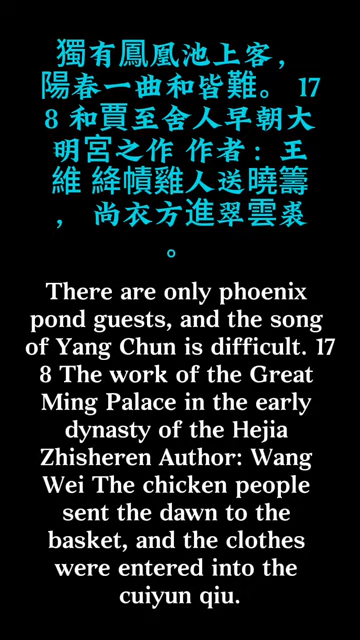 獨有鳳凰池上客，
陽春一曲和皆難。 17
8 和賈至舍人早朝大
明宮之作 作者：王
維 絳幘雞人送曉籌
， 尚衣方進翠雲裘
。
There are only phoenix
pond guests, and the song
of Yang Chun is difficult. 17
8 The work of the Great
Ming Palace in the early
dynasty of the Hejia
Zhisheren Author: Wang
Wei The chicken people
sent the dawn to the
basket, and the clothes
were entered into the
cuiyun qiu.